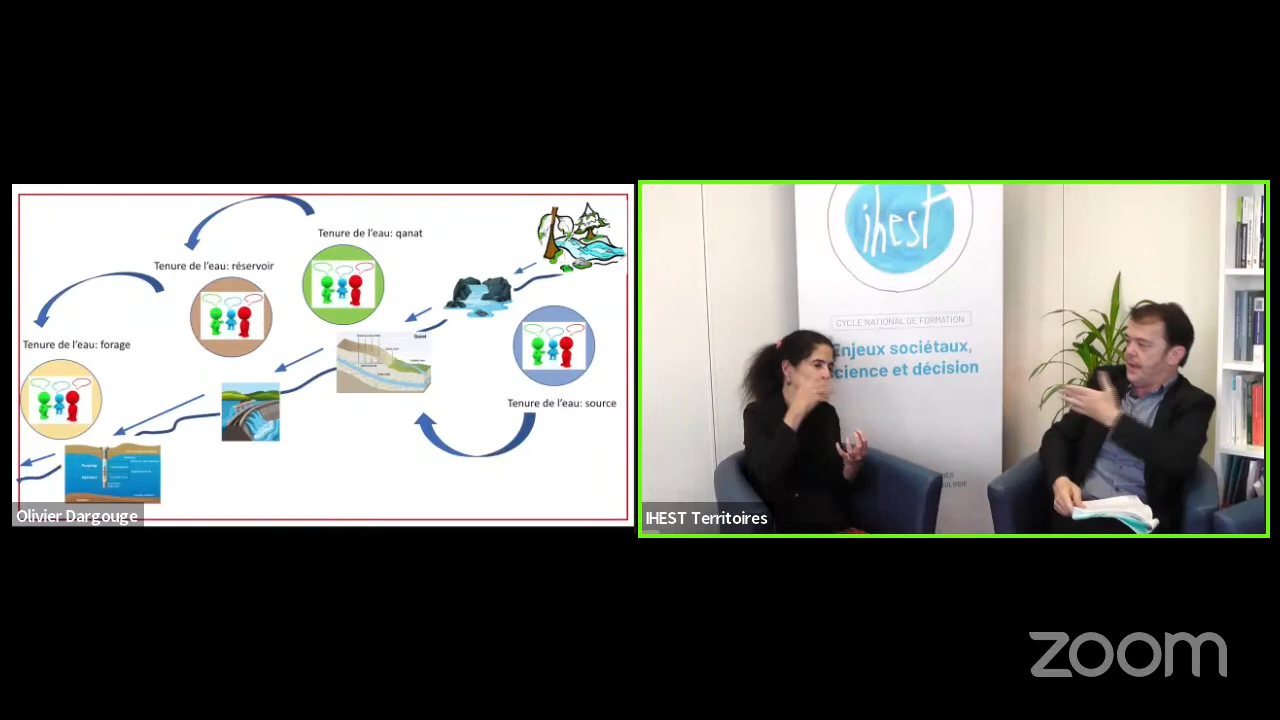 Tenure de l'eau: qanat
Tenure de l'eau: réservoir
Tenure de l'eau: forage
Tenure de l'eau: source
Qanat
Olivier Dargouge
ihest
CYCLE NATIONAL DE FORMATION
Enjeux sociétaux,
science et décision
IHEST Territoires
zoom